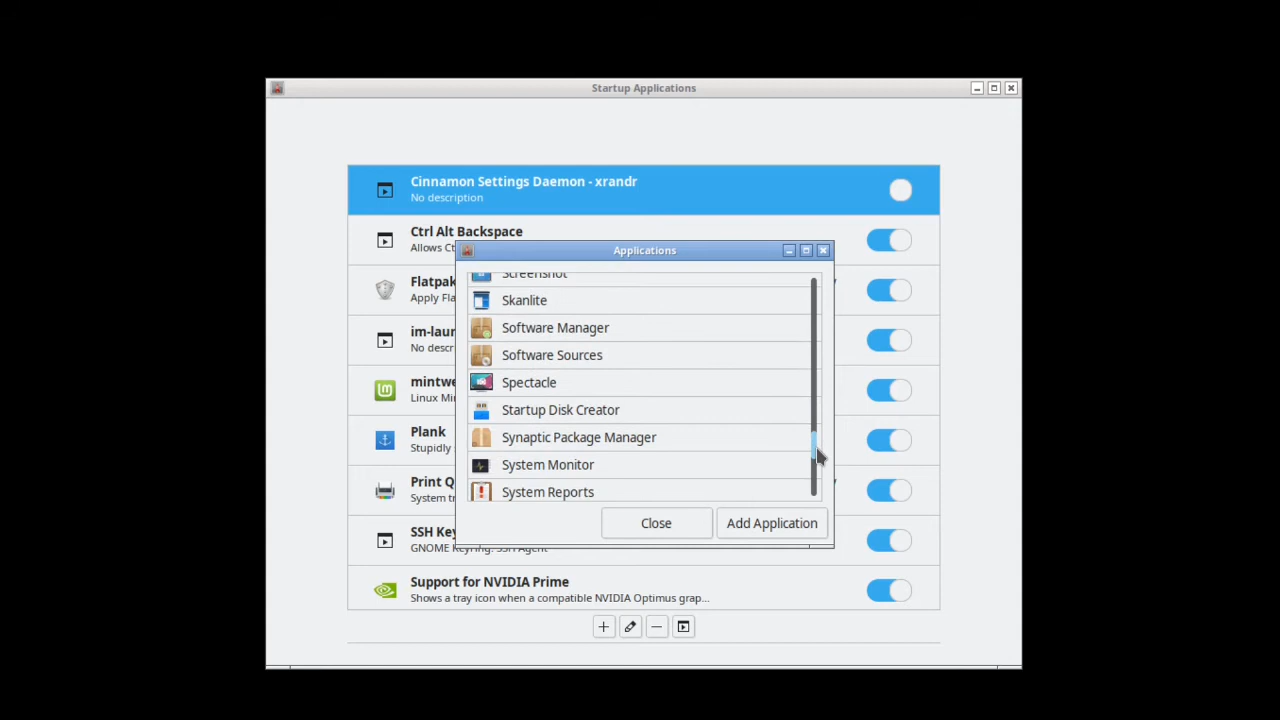 Startup Applications
Cinnamon Settings Daemon - xrandr
No description
Ctrl Alt Backspace
Allows Ct
Applications
Flatpak
Apply Fla
Screenshot
Skanlite
im-laun
No descr
Software Manager
Software Sources
mintwe
Linux Min
Spectacle
Startup Disk Creator
Plank
Stupidly
Synaptic Package Manager
System Monitor
Print Q
System tr
System Reports
Close
Add Application
SSH Key
GNOME Keyring: SSH Agent
Support for NVIDIA Prime
Shows a tray icon when a compatible NVIDIA Optimus grap...